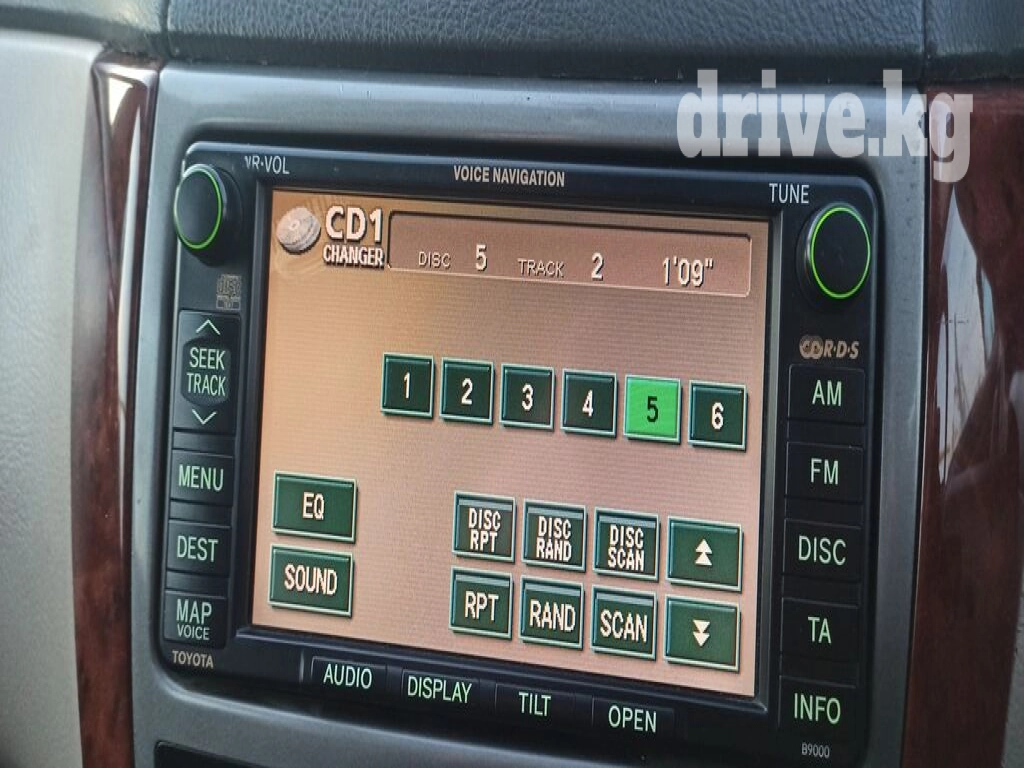 drive.kg
PWR-VOL
VOICE NAVIGATION
TUNE
CD1
CHANGER
DISC 5 TRACK 2 1'09"
DISC
R·D·S
SEEK
TRACK
AM
1 2 3 4 5 6
FM
MENU
EQ
DISC RPT
DISC RAND
DISC SCAN
DISC
DEST
SOUND
RPT RAND SCAN
TA
MAP
VOICE
TOYOTA
AUDIO DISPLAY TILT OPEN
INFO
B9000